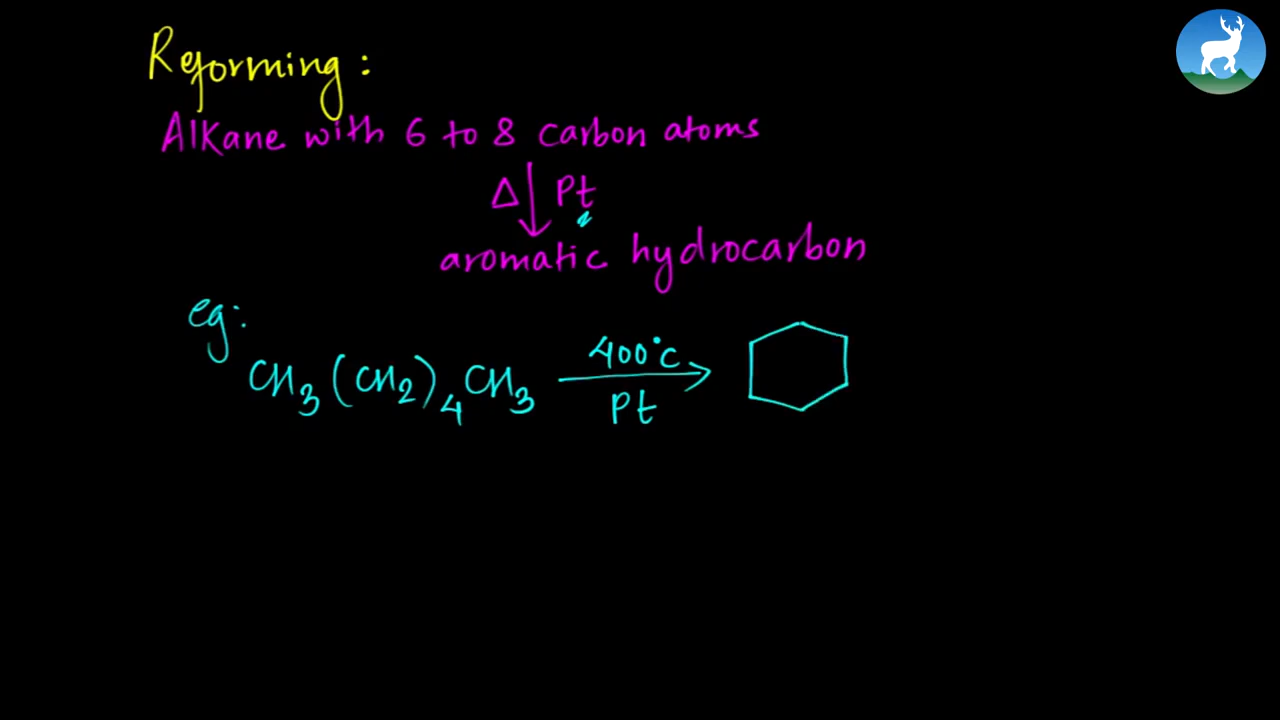 Reforming:
Alkane with 6 to 8 carbon atoms
Δ Pt
aromatic hydrocarbon
eg:
CH₃(CH₂)₄CH₃ 400°C Pt